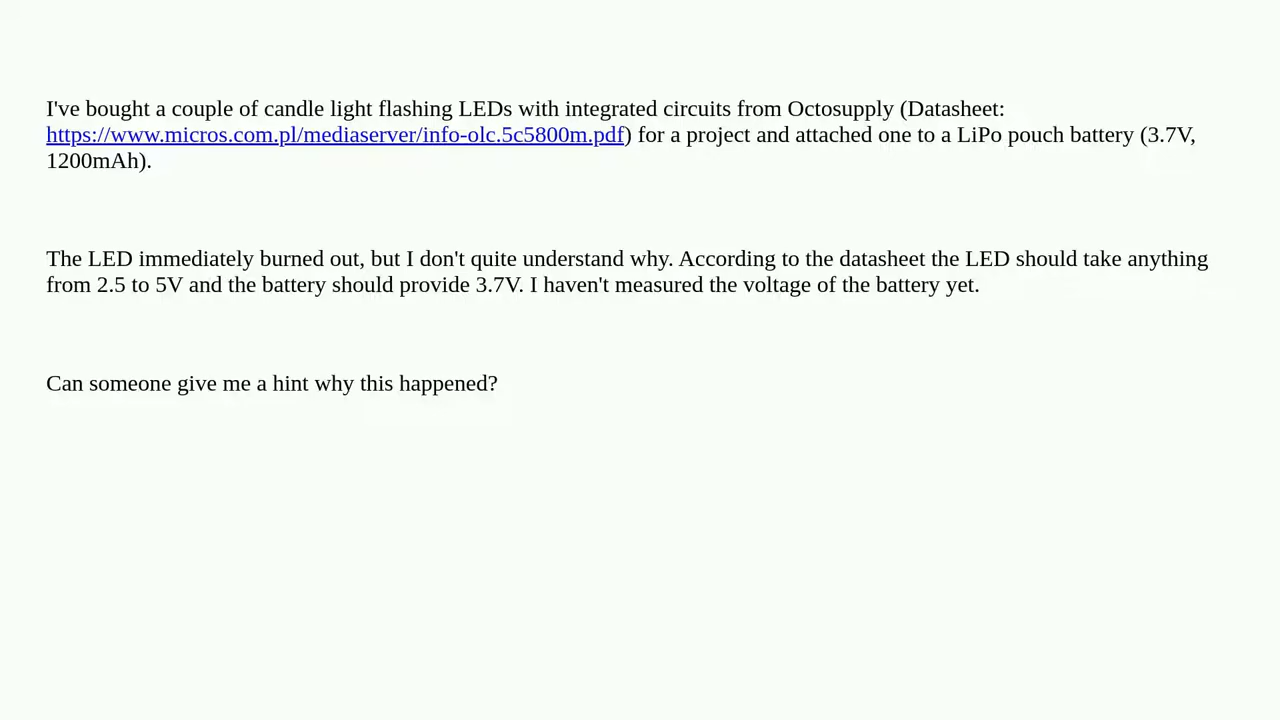 I've bought a couple of candle light flashing LEDs with integrated circuits from Octosupply (Datasheet:
https://www.micros.com.pl/mediaserver/info-olc.5c5800m.pdf) for a project and attached one to a LiPo pouch battery (3.7V,
1200mAh).
The LED immediately burned out, but I don't quite understand why. According to the datasheet the LED should take anything
from 2.5 to 5V and the battery should provide 3.7V. I haven't measured the voltage of the battery yet.
Can someone give me a hint why this happened?